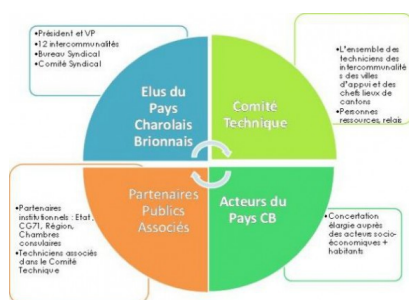 •Président et VP
•12 intercommunalités
•Bureau Syndical
•Comité Syndical
Elus du
Pays
Charolais
Brionnais
Comité
Technique
•L'ensemble des
techniciens des
intercommunalité
s des villes
d'appui et des
chefs lieux de
cantons
•Personnes
ressources, relais
•Partenaires
institutionnels : Etat,
CG71, Région,
Chambres
consulaires
•Techniciens associés
dans le Comité
Technique
Partenaires
Publics
Associés
Acteurs du
Pays CB
•Concertation
élargie auprès
des acteurs socio-
économiques +
habitants